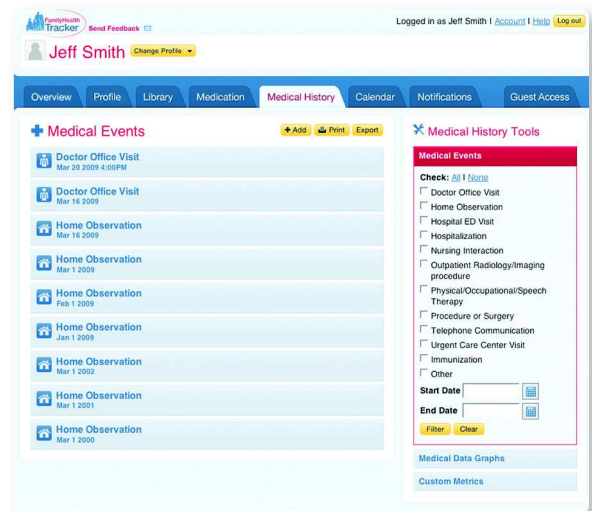 FamilyHealth
Tracker
Send Feedback
Logged in as Jeff Smith I Account I Help Log out
Jeff Smith Change Profile
Overview Profile Library Medication Medical History Calendar Notifications Guest Access
Medical Events
Add Print Export
Doctor Office Visit
Mar 20 2009 4:00PM
Doctor Office Visit
Mar 16 2009
Home Observation
Mar 16 2009
Home Observation
Mar 1 2009
Home Observation
Feb 1 2009
Home Observation
Jan 1 2009
Home Observation
Mar 1 2002
Home Observation
Mar 1 2001
Home Observation
Mar 1 2000
Medical History Tools
Medical Events
Check: All I None
Doctor Office Visit
Home Observation
Hospital ED Visit
Hospitalization
Nursing Interaction
Outpatient Radiology/Imaging
procedure
Physical/Occupational/Speech
Therapy
Procedure or Surgery
Telephone Communication
Urgent Care Center Visit
Immunization
Other
Start Date
End Date
Filter Clear
Medical Data Graphs
Custom Metrics